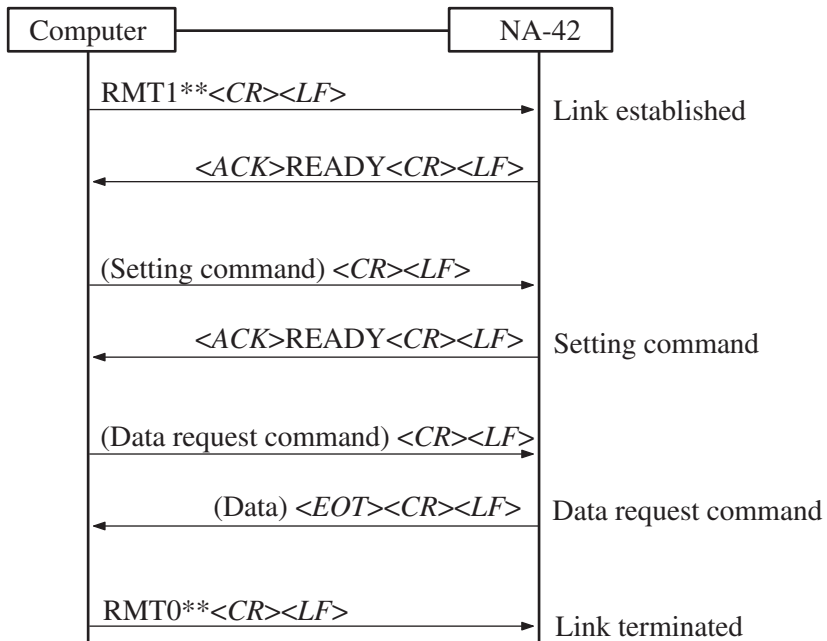 Computer
NA-42
RMT1**<CR><LF>
Link established
<ACK>READY<CR><LF>
(Setting command) <CR><LF>
<ACK>READY<CR><LF>
Setting command
(Data request command) <CR><LF>
(Data) <EOT><CR><LF>
Data request command
RMT0**<CR><LF>
Link terminated